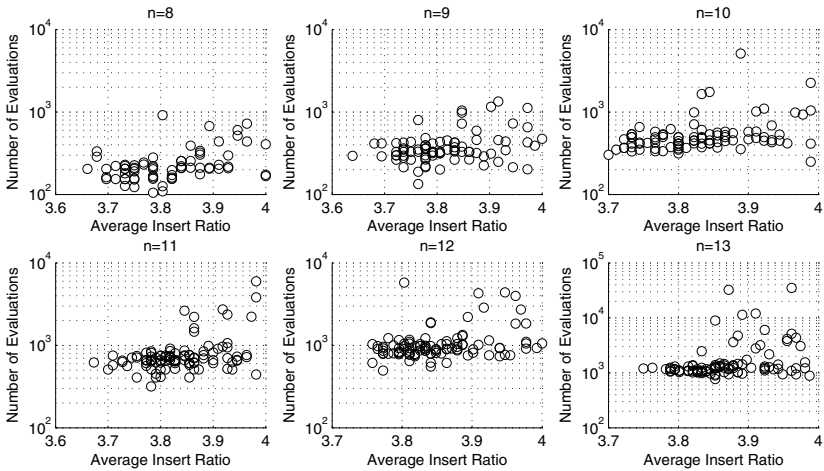 n=8
n=9
n=10
10^4
10^3
10^2
Number of Evaluations
3.6
3.7
3.8
3.9
4
Average Insert Ratio
10^4
10^3
10^2
Number of Evaluations
3.6
3.7
3.8
3.9
4
Average Insert Ratio
10^4
10^3
10^2
Number of Evaluations
3.7
3.8
3.9
4
Average Insert Ratio
n=11
n=12
n=13
10^4
10^3
10^2
Number of Evaluations
3.6
3.7
3.8
3.9
4
Average Insert Ratio
10^4
10^3
10^2
Number of Evaluations
3.7
3.8
3.9
4
Average Insert Ratio
10^5
10^4
10^3
10^2
Number of Evaluations
3.7
3.8
3.9
4
Average Insert Ratio